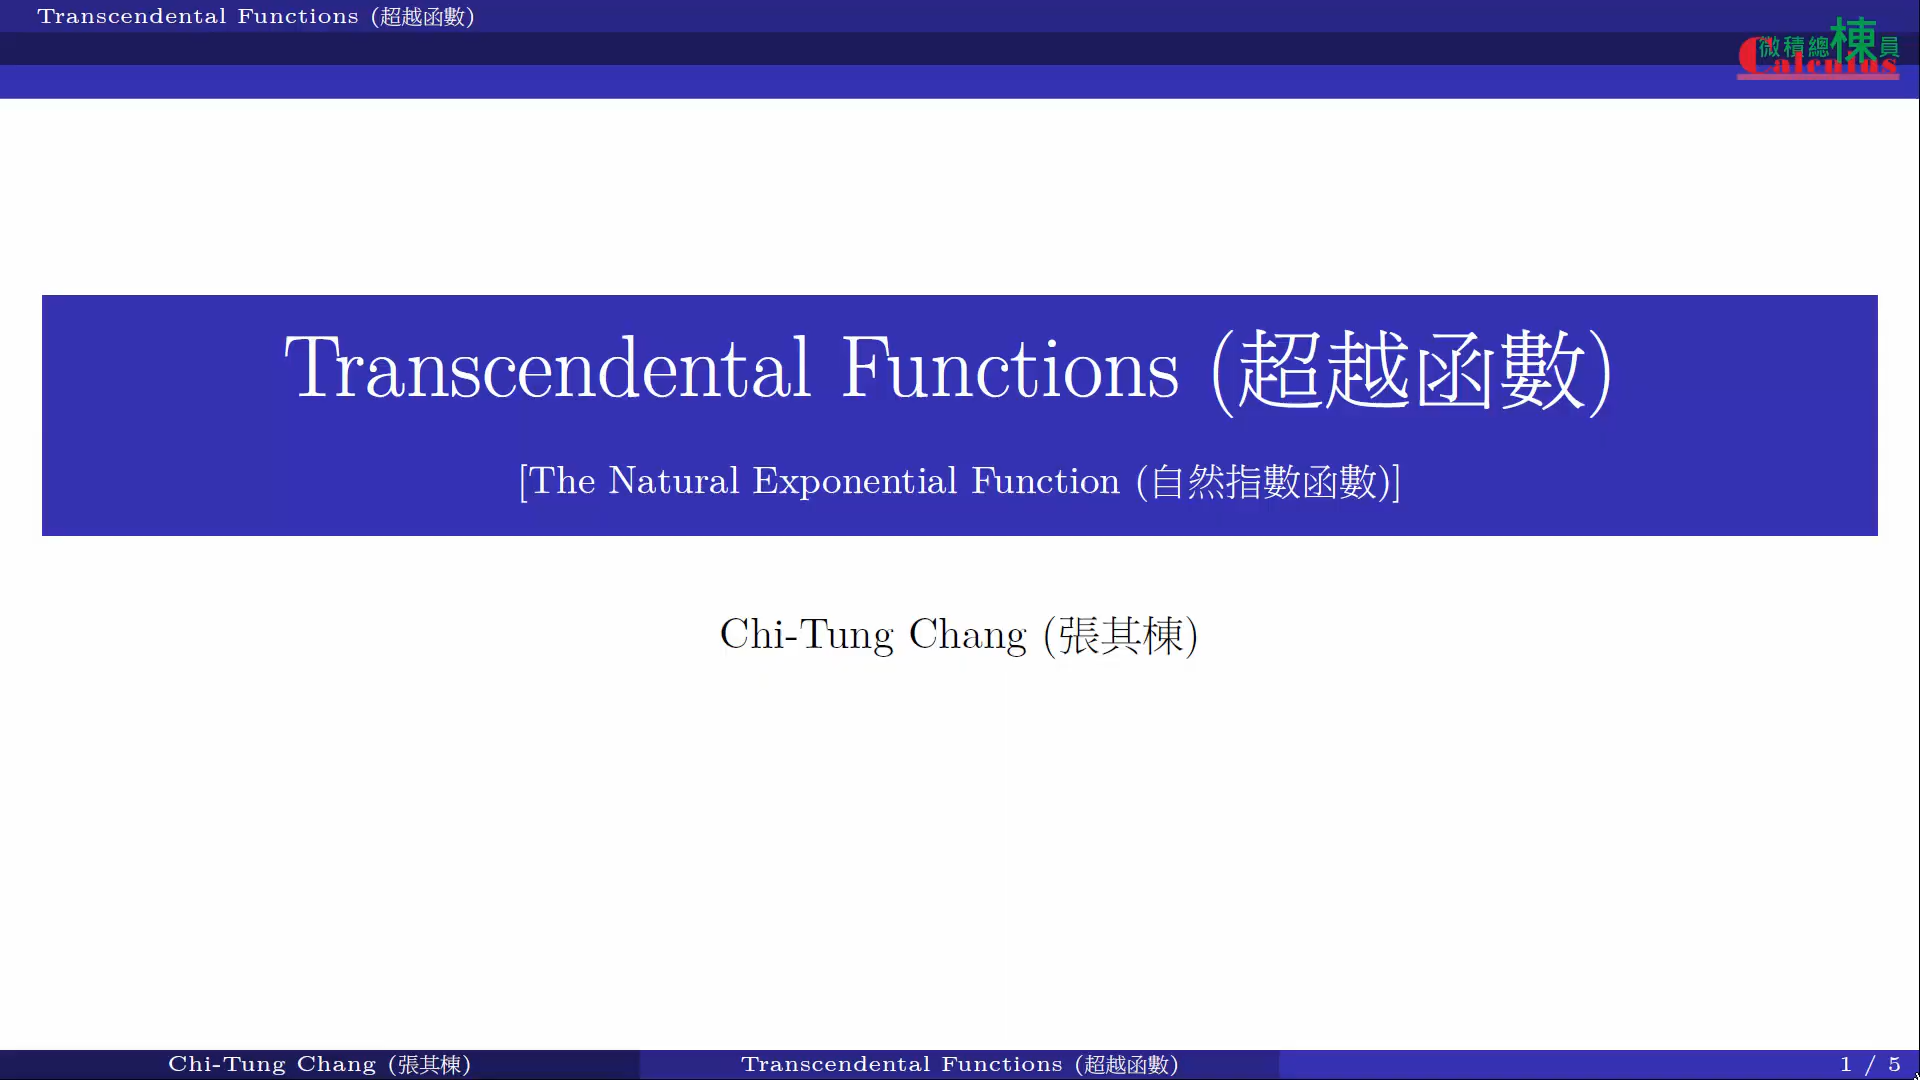 Transcendental Functions (超越函數)
微積總棟員
Calculus
Transcendental Functions (超越函數)
[The Natural Exponential Function (自然指數函數)]
Chi-Tung Chang (張其棟)
Chi-Tung Chang (張其棟)
Transcendental Functions (超越函數)
1 / 5